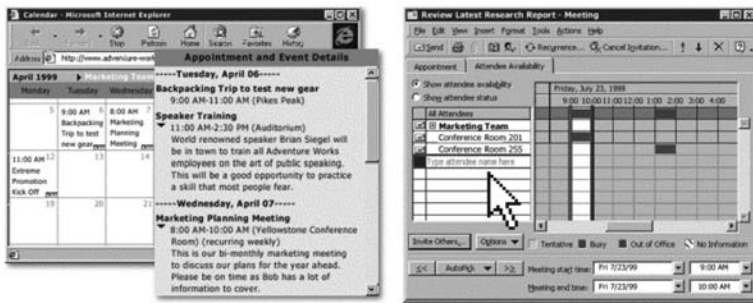 Calendar - Microsoft Internet Explorer
Back Forward Stop Refresh Home Search Favorites History
Address http://www.adventure-work
April 1999 Marketing Team
Monday Tuesday Wednesday
5
9:00 AM 6
Backpacking
Trip to test
new gear
8:00 AM 7
Marketing
Planning
Meeting
11:00 AM 12
Extreme
Promotion
Kick Off
13
14
19
20
21
Appointment and Event Details
-----Tuesday, April 06-----
Backpacking Trip to test new gear
9:00 AM-11:00 AM (Pikes Peak)
Speaker Training
11:00 AM-2:30 PM (Auditorium)
World renowned speaker Brian Siegel will
be in town to train all Adventure Works
employees on the art of public speaking.
This will be a good opportunity to practice
a skill that most people fear.
-----Wednesday, April 07-----
Marketing Planning Meeting
8:00 AM-10:00 AM (Yellowstone Conference
Room) (recurring weekly)
This is our bi-monthly marketing meeting
to discuss our plans for the year ahead.
Please be on time as Bob has a lot of
information to cover.
Review Latest Research Report - Meeting
File Edit View Insert Format Tools Actions Help
Send Recurrence... Cancel Invitation...
Appointment Attendee Availability
Show attendee availability
Show attendee status
Friday, July 23, 1999
9:00 10:00 11:00 12:00 1:00 2:00 3:00 4:00
All Attendees
Marketing Team
Conference Room 201
Conference Room 255
Type attendee name here
Invite Others... Options Tentative Busy Out of Office No Information
<< AutoPick >> Meeting start time: Fri 7/23/99 9:00 AM
Meeting end time: Fri 7/23/99 10:00 AM